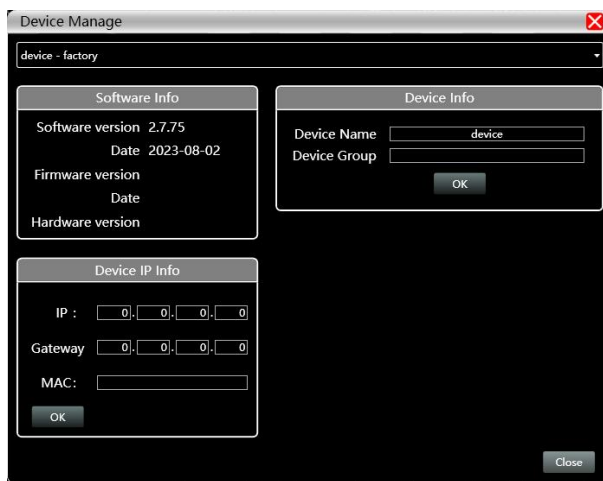 Device Manage
device - factory
Software Info
Software version 2.7.75
Date 2023-08-02
Firmware version
Date
Hardware version
Device Info
Device Name device
Device Group
OK
Device IP Info
IP : 0. 0. 0. 0
Gateway 0. 0. 0. 0
MAC:
OK
Close